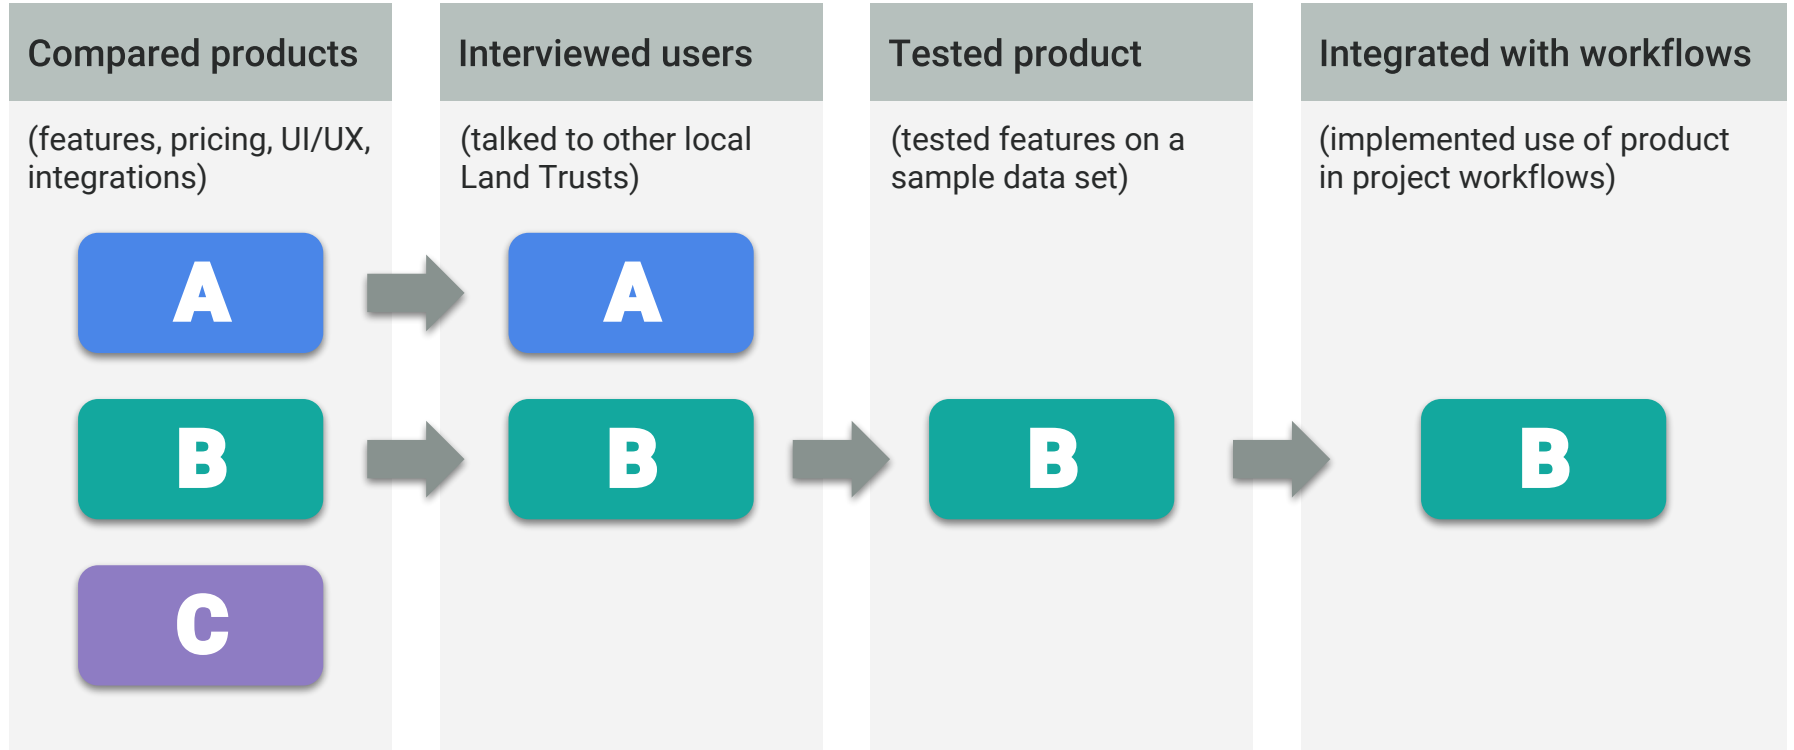 Compared products
(features, pricing, UI/UX,
integrations)
A
B
C
Interviewed users
(talked to other local
Land Trusts)
A
B
Tested product
(tested features on a
sample data set)
B
Integrated with workflows
(implemented use of product
in project workflows)
B